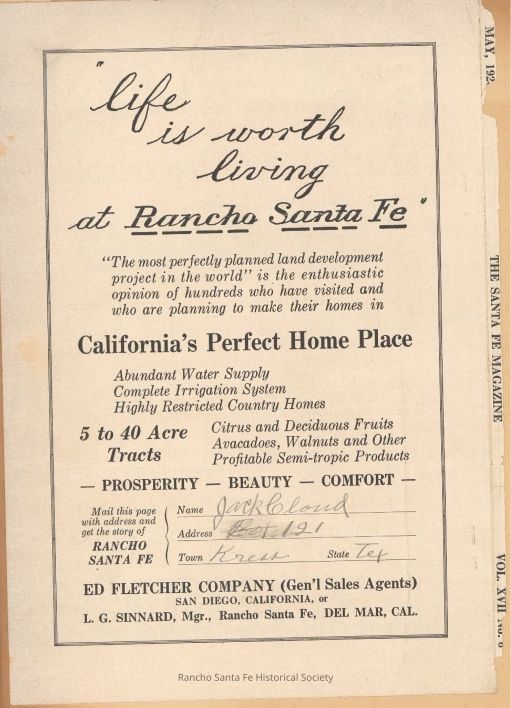 "life
is worth
living
at Rancho Santa Fe"
"The most perfectly planned land development
project in the world" is the enthusiastic
opinion of hundreds who have visited and
who are planning to make their homes in
California's Perfect Home Place
Abundant Water Supply
Complete Irrigation System
Highly Restricted Country Homes
5 to 40 Acre
Tracts
Citrus and Deciduous Fruits
Avacadoes, Walnuts and Other
Profitable Semi-tropic Products
— PROSPERITY — BEAUTY — COMFORT —
Mail this page
with address and
get the story of
RANCHO
SANTA FE
Name Jack Cloud
Address Box 121
Town Kress State Tex
ED FLETCHER COMPANY (Gen'l Sales Agents)
SAN DIEGO, CALIFORNIA, or
L. G. SINNARD, Mgr., Rancho Santa Fe, DEL MAR, CAL.
MAY, 192
THE SANTA FE MAGAZINE
VOL. XVII
Rancho Santa Fe Historical Society